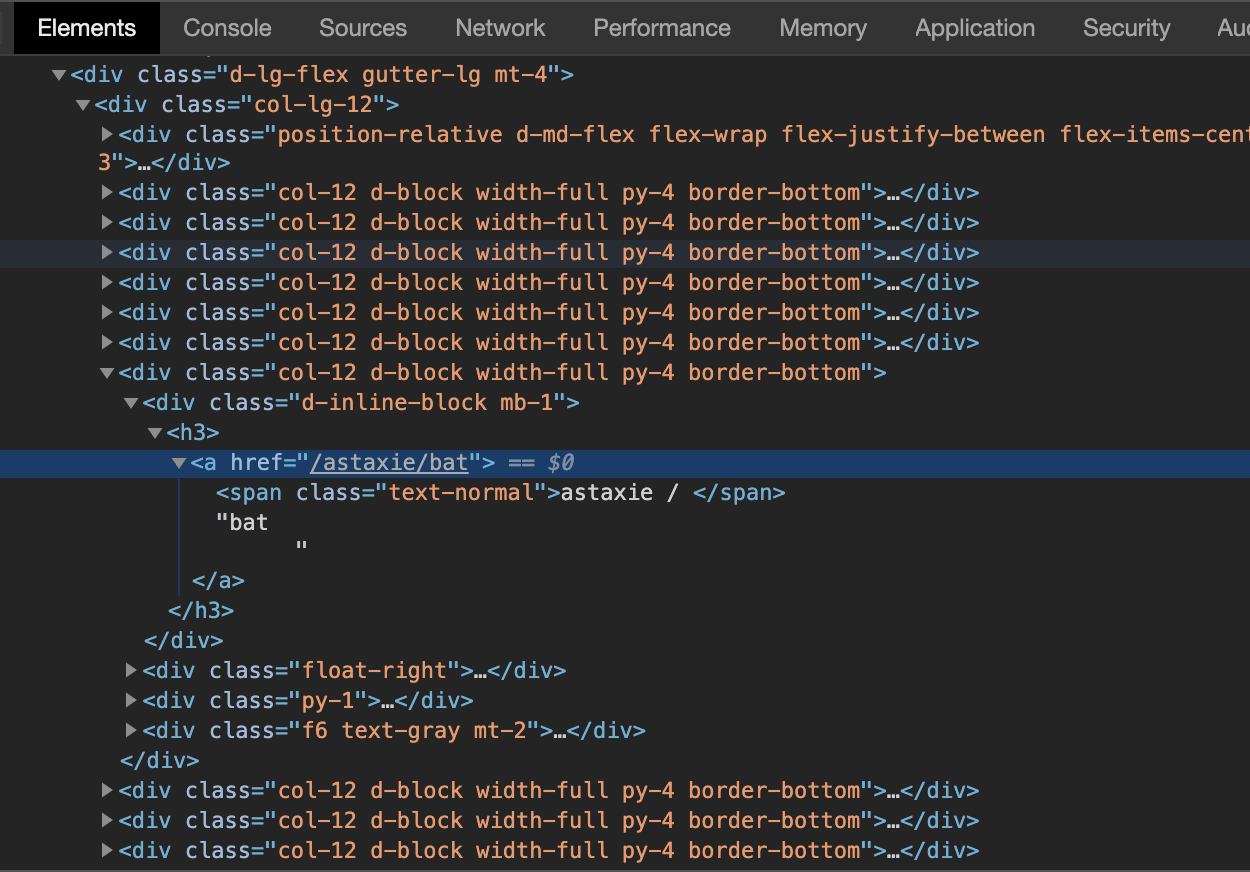 Elements Console Sources Network Performance Memory Application Security Au
<div class="d-lg-flex gutter-lg mt-4">
<div class="col-lg-12">
<div class="position-relative d-md-flex flex-wrap flex-justify-between flex-items-cent
3">…</div>
<div class="col-12 d-block width-full py-4 border-bottom">…</div>
<div class="col-12 d-block width-full py-4 border-bottom">…</div>
<div class="col-12 d-block width-full py-4 border-bottom">…</div>
<div class="col-12 d-block width-full py-4 border-bottom">…</div>
<div class="col-12 d-block width-full py-4 border-bottom">…</div>
<div class="col-12 d-block width-full py-4 border-bottom">…</div>
<div class="col-12 d-block width-full py-4 border-bottom">
<div class="d-inline-block mb-1">
<h3>
<a href="/astaxie/bat"> == $0
<span class="text-normal">astaxie / </span>
"bat
"
</a>
</h3>
</div>
<div class="float-right">…</div>
<div class="py-1">…</div>
<div class="f6 text-gray mt-2">…</div>
</div>
<div class="col-12 d-block width-full py-4 border-bottom">…</div>
<div class="col-12 d-block width-full py-4 border-bottom">…</div>
<div class="col-12 d-block width-full py-4 border-bottom">…</div>